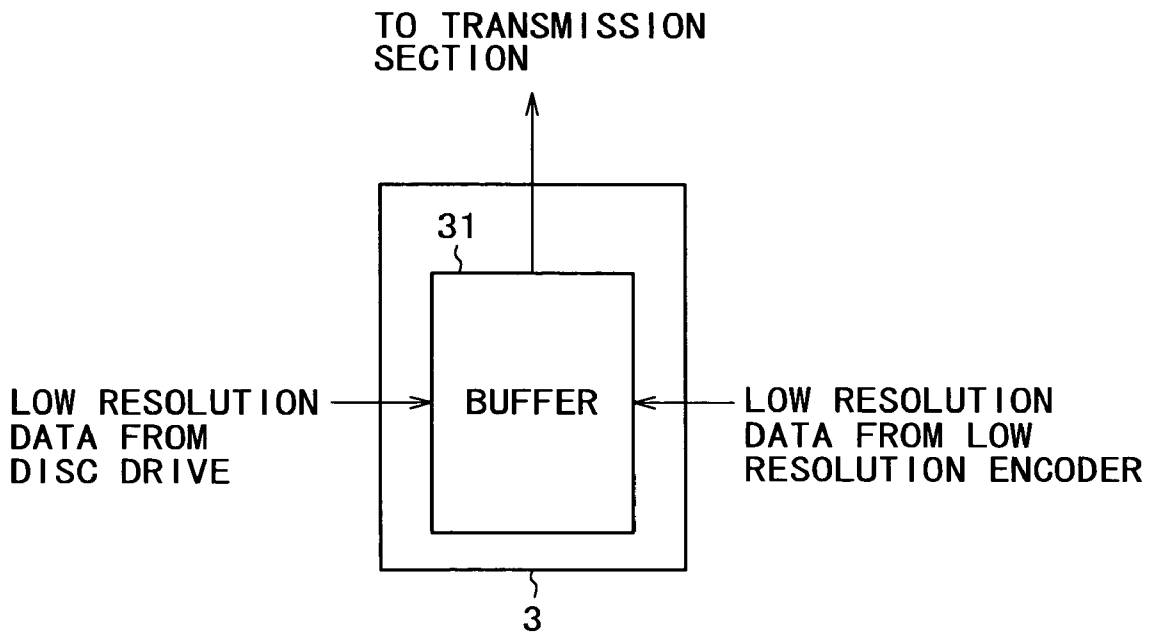 TO TRANSMISSION
SECTION
31
LOW RESOLUTION
DATA FROM
DISC DRIVE
BUFFER
LOW RESOLUTION
DATA FROM LOW
RESOLUTION ENCODER
3